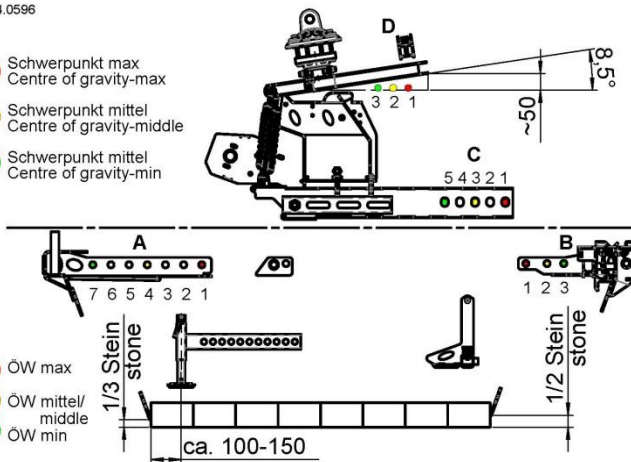 Schwerpunkt max
Centre of gravity-max
Schwerpunkt mittel
Centre of gravity-middle
Schwerpunkt mittel
Centre of gravity-min
D
3 2 1
8,5°
~50
C
5 4 3 2 1
A
7 6 5 4 3 2 1
B
1 2 3
ÖW max
ÖW mittel/
middle
ÖW min
1/3 Stein
stone
1/2 Stein
stone
ca. 100-150